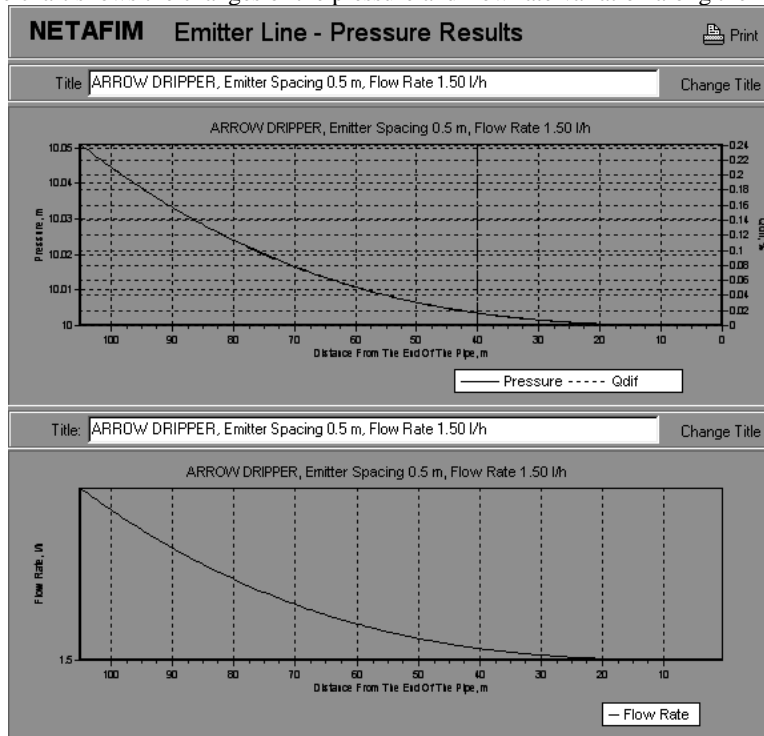 NETAFIM Emitter Line - Pressure Results Print
Title ARROW DRIPPER, Emitter Spacing 0.5 m, Flow Rate 1.50 l/h Change Title
ARROW DRIPPER, Emitter Spacing 0.5 m, Flow Rate 1.50 l/h
10.05
10.04
10.03
10.02
10.01
10
Pressure, m
0.24
0.22
0.2
0.18
0.16
0.14
0.12
0.1
0.08
0.06
0.04
0.02
0
Qdif, %
100 90 80 70 60 50 40 30 20 10 0
Distance From The End Of The Pipe, m
Pressure Qdif
Title: ARROW DRIPPER, Emitter Spacing 0.5 m, Flow Rate 1.50 l/h Change Title
ARROW DRIPPER, Emitter Spacing 0.5 m, Flow Rate 1.50 l/h
Flow Rate, l/h
1.5
100 90 80 70 60 50 40 30 20 10
Distance From The End Of The Pipe, m
Flow Rate